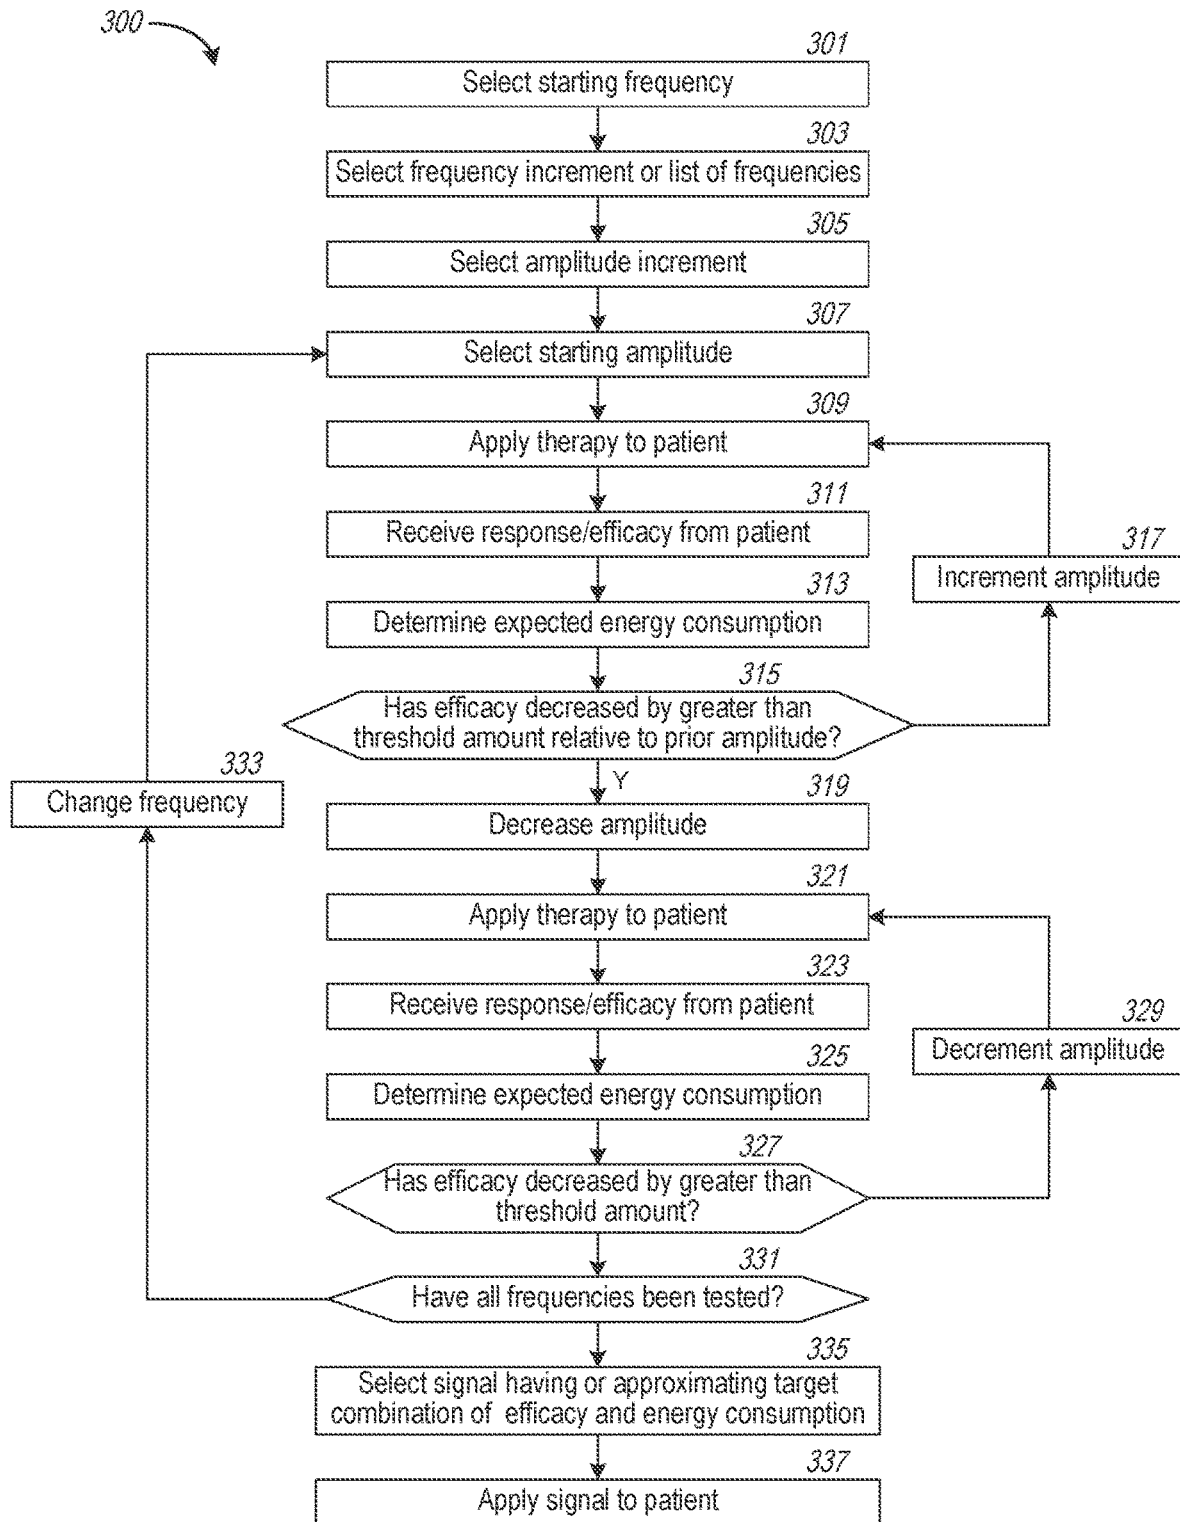 300
301
Select starting frequency
303
Select frequency increment or list of frequencies
305
Select amplitude increment
307
Select starting amplitude
309
Apply therapy to patient
311
Receive response/efficacy from patient
317
Increment amplitude
313
Determine expected energy consumption
315
Has efficacy decreased by greater than
threshold amount relative to prior amplitude?
Y
333
Change frequency
319
Decrease amplitude
321
Apply therapy to patient
323
Receive response/efficacy from patient
329
Decrement amplitude
325
Determine expected energy consumption
327
Has efficacy decreased by greater than
threshold amount?
331
Have all frequencies been tested?
335
Select signal having or approximating target
combination of efficacy and energy consumption
337
Apply signal to patient